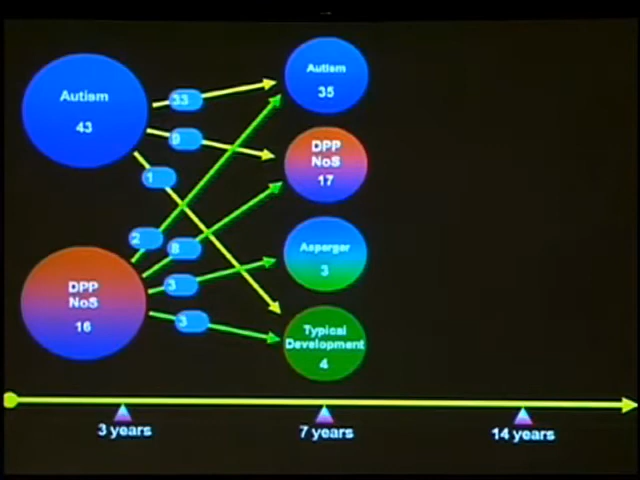 Autism
43
33
9
1
2
8
3
3
DPP
NoS
16
Autism
35
DPP
NoS
17
Asperger
3
Typical
Development
4
3 years
7 years
14 years